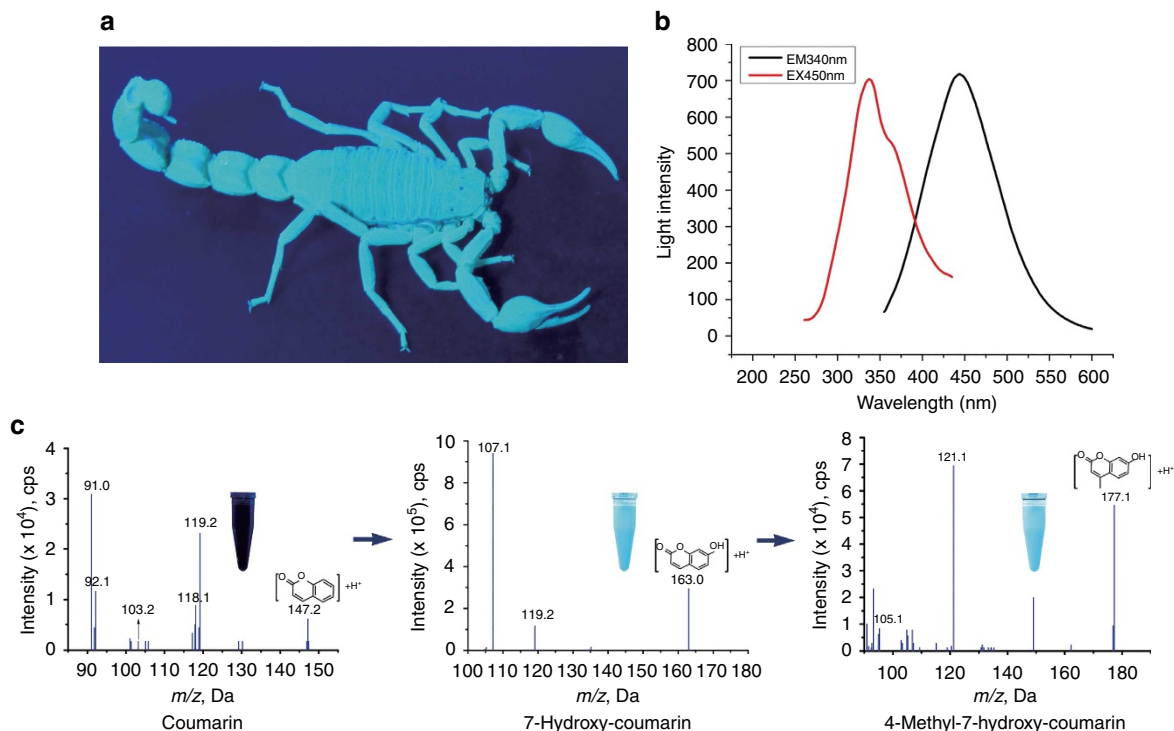 a
b
800
700
600
500
400
300
200
100
0
Light intensity
EM340nm
EX450nm
200 250 300 350 400 450 500 550 600
Wavelength (nm)
c
4
3
2
1
0
Intensity (x 10⁴), cps
91.0
92.1
103.2
118.1
119.2
147.2
O O +H⁺
90 100 110 120 130 140 150
m/z, Da
Coumarin
10
8
6
4
2
0
Intensity (x 10⁵), cps
107.1
119.2
163.0
O O OH +H⁺
100 110 120 130 140 150 160 170 180
m/z, Da
7-Hydroxy-coumarin
8
7
6
5
4
3
2
1
0
Intensity (x 10⁴), cps
105.1
121.1
177.1
O O OH +H⁺
100 120 140 160 180
m/z, Da
4-Methyl-7-hydroxy-coumarin